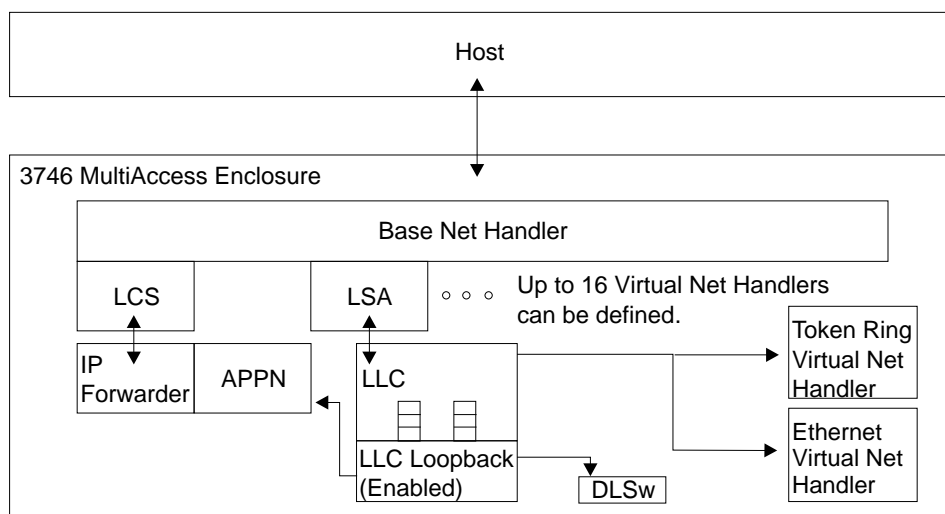 Host
3746 MultiAccess Enclosure
Base Net Handler
LCS
LSA
Up to 16 Virtual Net Handlers
can be defined.
IP
Forwarder
APPN
LLC
LLC Loopback
(Enabled)
DLSw
Token Ring
Virtual Net
Handler
Ethernet
Virtual Net
Handler